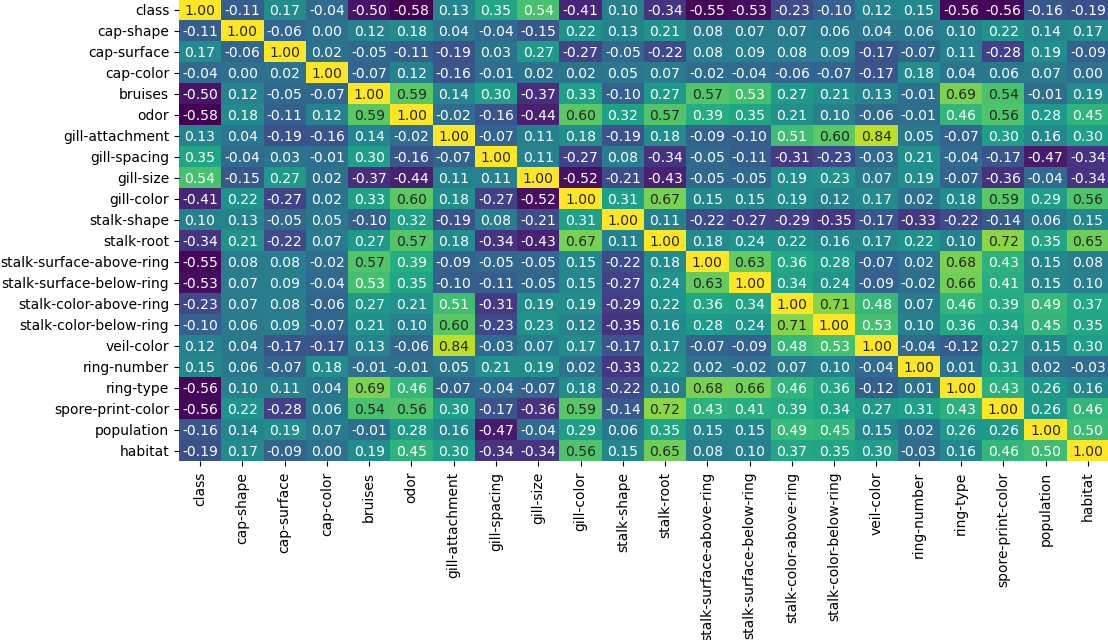 class 1.00 -0.11 0.17 -0.04 -0.50 -0.58 0.13 0.35 0.54 -0.41 0.10 -0.34 -0.55 -0.53 -0.23 -0.10 0.12 0.15 -0.56 -0.56 -0.16 -0.19
cap-shape -0.11 1.00 -0.06 0.00 0.12 0.18 0.04 -0.04 -0.15 0.22 0.13 0.21 0.08 0.07 0.07 0.06 0.04 0.06 0.10 0.22 0.14 0.17
cap-surface 0.17 -0.06 1.00 0.02 -0.05 -0.11 -0.19 0.03 0.27 -0.27 -0.05 -0.22 0.08 0.09 0.08 0.09 -0.17 -0.07 0.11 -0.28 0.19 -0.09
cap-color -0.04 0.00 0.02 1.00 -0.07 0.12 -0.16 -0.01 0.02 0.02 0.05 0.07 -0.02 -0.04 -0.06 -0.07 -0.17 0.18 0.04 0.06 0.07 0.00
bruises -0.50 0.12 -0.05 -0.07 1.00 0.59 0.14 0.30 -0.37 0.33 -0.10 0.27 0.57 0.53 0.27 0.21 0.13 -0.01 0.69 0.54 -0.01 0.19
odor -0.58 0.18 -0.11 0.12 0.59 1.00 -0.02 -0.16 -0.44 0.60 0.32 0.57 0.39 0.35 0.21 0.10 -0.06 -0.01 0.46 0.56 0.28 0.45
gill-attachment 0.13 0.04 -0.19 -0.16 0.14 -0.02 1.00 -0.07 0.11 0.18 -0.19 0.18 -0.09 -0.10 0.51 0.60 0.84 0.05 -0.07 0.30 0.16 0.30
gill-spacing 0.35 -0.04 0.03 -0.01 0.30 -0.16 -0.07 1.00 0.11 -0.27 0.08 -0.34 -0.05 -0.11 -0.31 -0.23 -0.03 0.21 -0.04 -0.17 -0.47 -0.34
gill-size 0.54 -0.15 0.27 0.02 -0.37 -0.44 0.11 0.11 1.00 -0.52 -0.21 -0.43 -0.05 -0.05 0.19 0.23 0.07 0.19 -0.07 -0.36 -0.04 -0.34
gill-color -0.41 0.22 -0.27 0.02 0.33 0.60 0.18 -0.27 -0.52 1.00 0.31 0.67 0.15 0.15 0.19 0.12 0.17 0.02 0.18 0.59 0.29 0.56
stalk-shape 0.10 0.13 -0.05 0.05 -0.10 0.32 -0.19 0.08 -0.21 0.31 1.00 0.11 -0.22 -0.27 -0.29 -0.35 -0.17 -0.33 -0.22 -0.14 0.06 0.15
stalk-root -0.34 0.21 -0.22 0.07 0.27 0.57 0.18 -0.34 -0.43 0.67 0.11 1.00 0.18 0.24 0.22 0.16 0.17 0.22 0.10 0.72 0.35 0.65
stalk-surface-above-ring -0.55 0.08 0.08 -0.02 0.57 0.39 -0.09 -0.05 -0.05 0.15 -0.22 0.18 1.00 0.63 0.36 0.28 -0.07 -0.02 0.68 0.43 0.15 0.08
stalk-surface-below-ring -0.53 0.07 0.09 -0.04 0.53 0.35 -0.10 -0.11 -0.05 0.15 -0.27 0.24 0.63 1.00 0.34 0.24 -0.09 -0.02 0.66 0.41 0.15 0.10
stalk-color-above-ring -0.23 0.07 0.08 -0.06 0.27 0.21 0.51 -0.31 0.19 0.19 -0.29 0.22 0.36 0.34 1.00 0.71 0.48 0.07 0.46 0.39 0.49 0.37
stalk-color-below-ring -0.10 0.06 0.09 -0.07 0.21 0.10 0.60 -0.23 0.23 0.12 -0.35 0.16 0.28 0.24 0.71 1.00 0.53 0.10 0.36 0.34 0.45 0.35
veil-color 0.12 0.04 -0.17 -0.17 0.13 -0.06 0.84 -0.03 0.07 0.17 -0.17 0.17 -0.07 -0.09 0.48 0.53 1.00 -0.04 -0.12 0.27 0.15 0.30
ring-number 0.15 0.06 -0.07 0.18 -0.01 -0.01 0.05 0.21 0.19 0.02 -0.33 0.22 -0.02 -0.02 0.07 0.10 -0.04 1.00 0.01 0.31 0.02 -0.03
ring-type -0.56 0.10 0.11 0.04 0.69 0.46 -0.07 -0.04 -0.07 0.18 -0.22 0.10 0.68 0.66 0.46 0.36 -0.12 0.01 1.00 0.43 0.26 0.16
spore-print-color -0.56 0.22 -0.28 0.06 0.54 0.56 0.30 -0.17 -0.36 0.59 -0.14 0.72 0.43 0.41 0.39 0.34 0.27 0.31 0.43 1.00 0.26 0.46
population -0.16 0.14 0.19 0.07 -0.01 0.28 0.16 -0.47 -0.04 0.29 0.06 0.35 0.15 0.15 0.49 0.45 0.15 0.02 0.26 0.26 1.00 0.50
habitat -0.19 0.17 -0.09 0.00 0.19 0.45 0.30 -0.34 -0.34 0.56 0.15 0.65 0.08 0.10 0.37 0.35 0.30 -0.03 0.16 0.46 0.50 1.00
class
cap-shape
cap-surface
cap-color
bruises
odor
gill-attachment
gill-spacing
gill-size
gill-color
stalk-shape
stalk-root
stalk-surface-above-ring
stalk-surface-below-ring
stalk-color-above-ring
stalk-color-below-ring
veil-color
ring-number
ring-type
spore-print-color
population
habitat